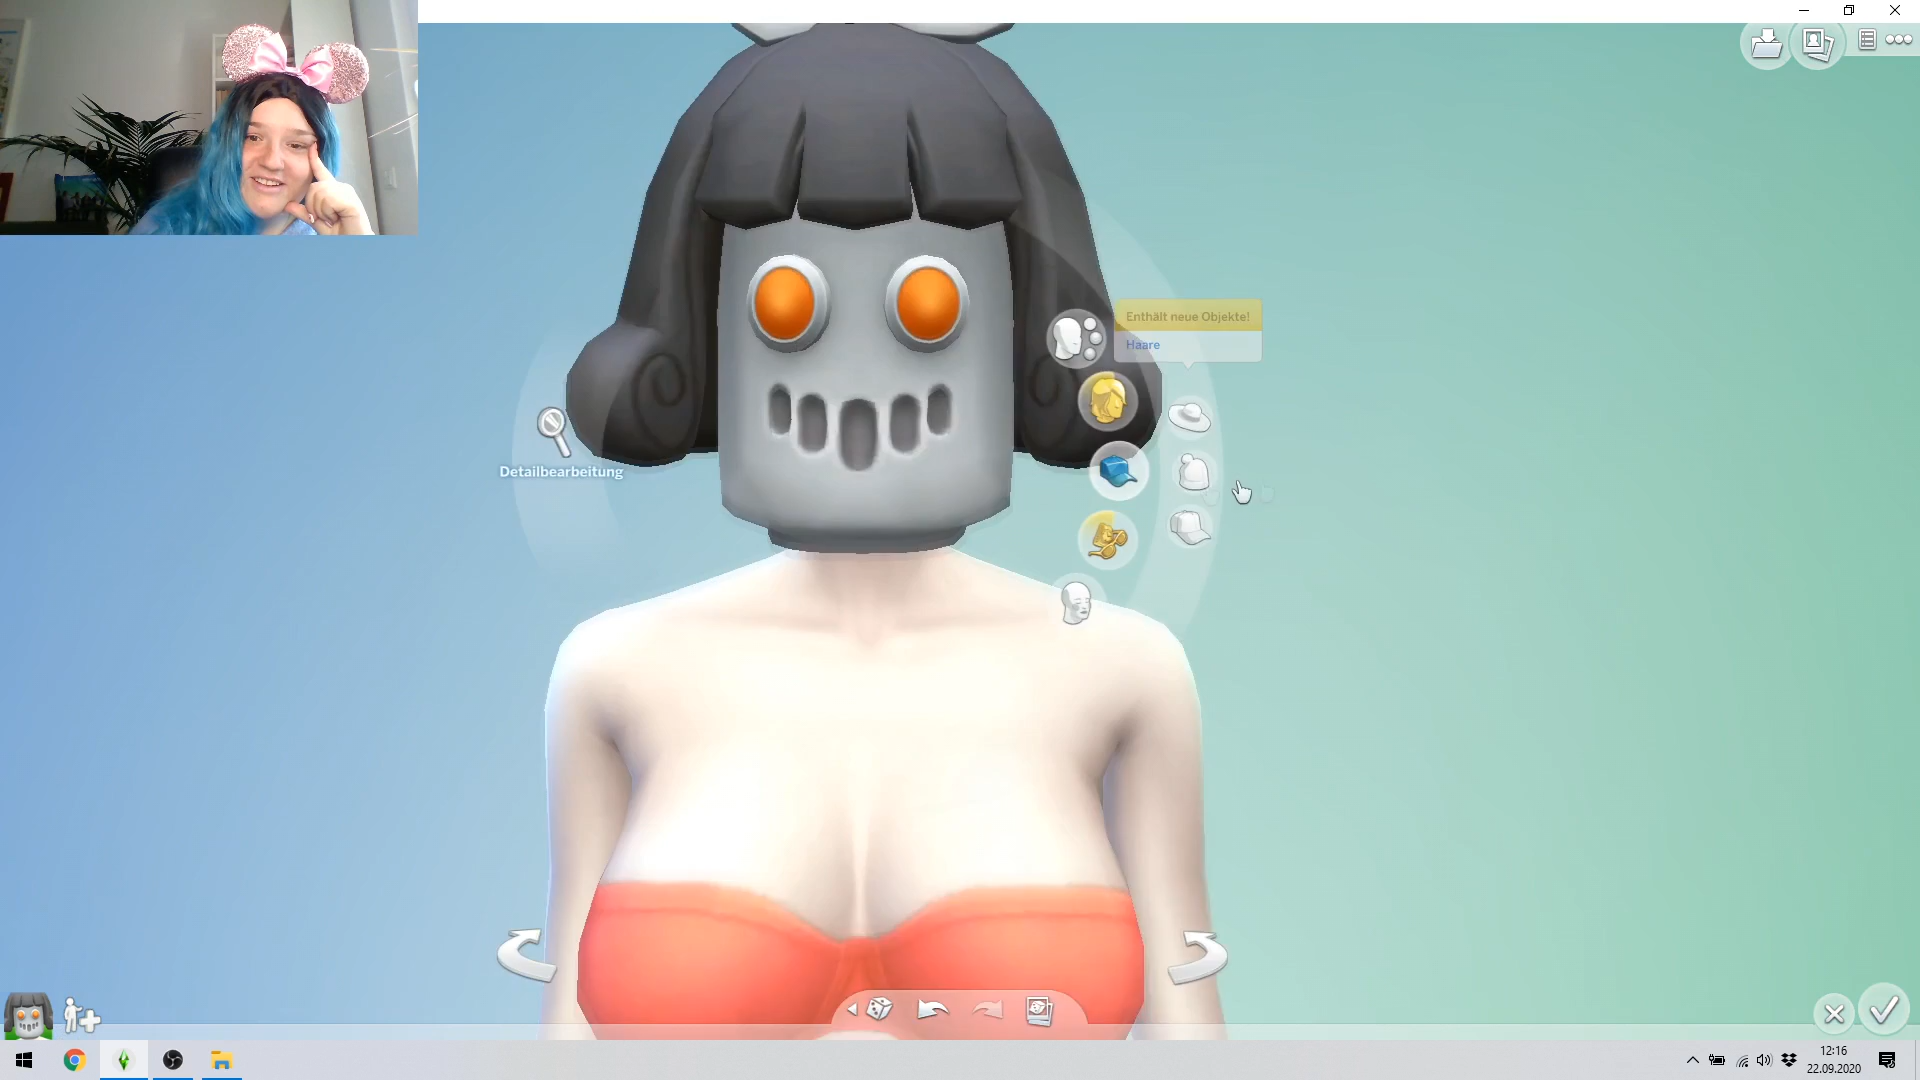 Enthält neue Objekte!
Haare
Detailbearbeitung
12:16
22.09.2020